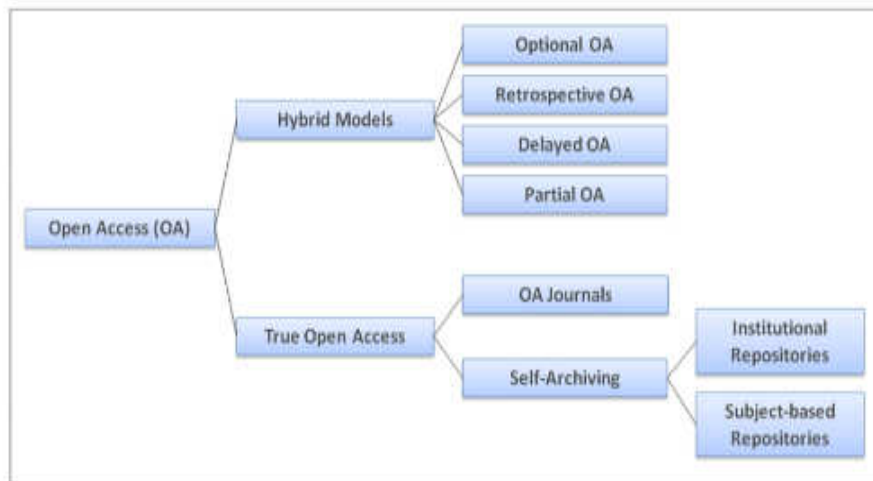 Optional OA
Retrospective OA
Hybrid Models
Delayed OA
Partial OA
Open Access (OA)
OA Journals
True Open Access
Institutional
Repositories
Self-Archiving
Subject-based
Repositories